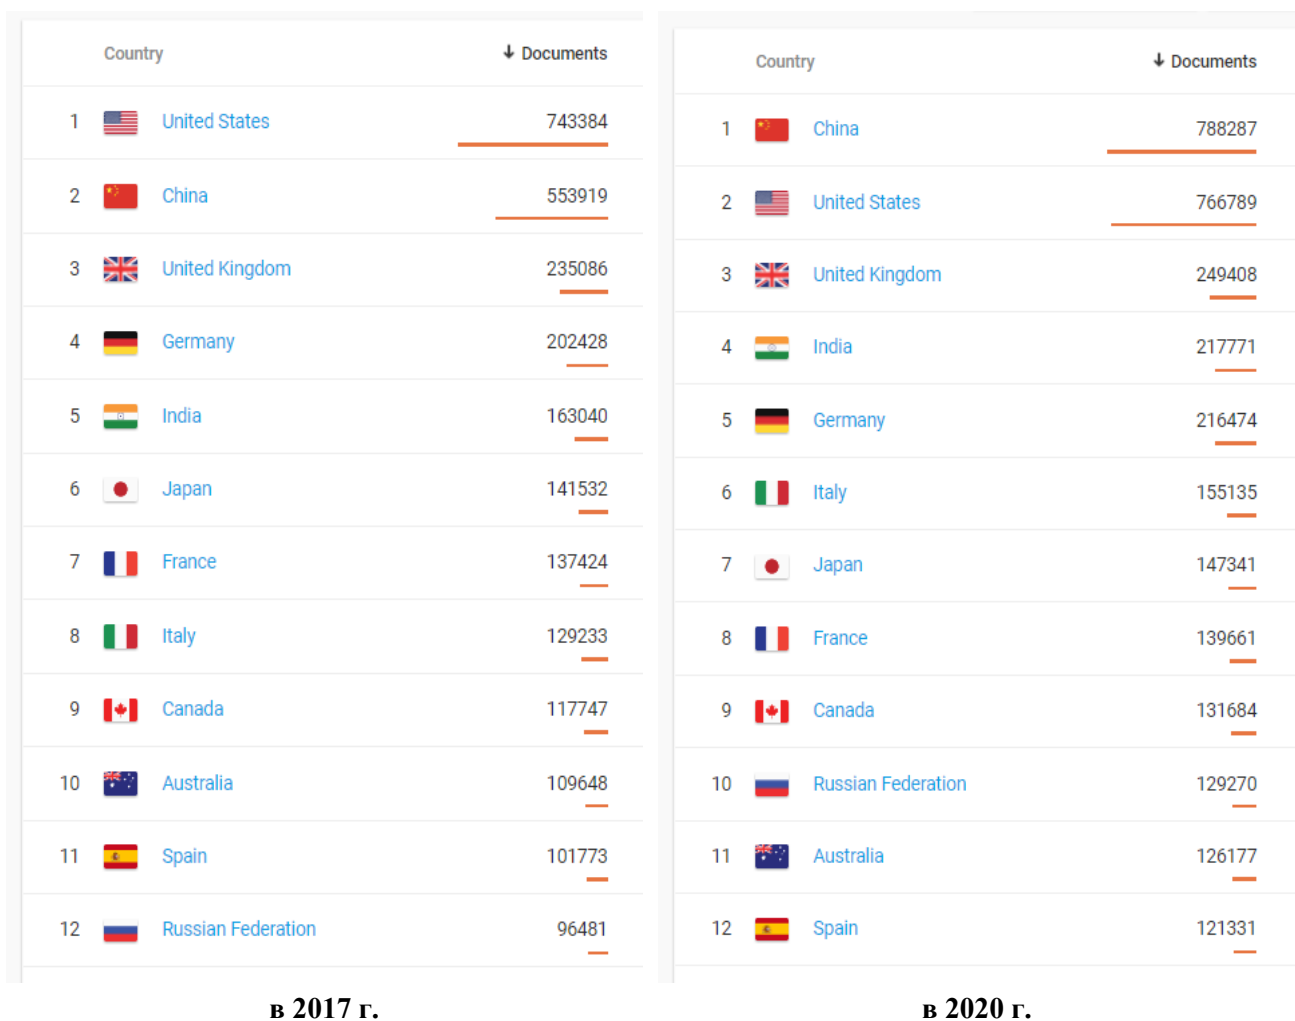 Country ↓ Documents
1 United States 743384
2 China 553919
3 United Kingdom 235086
4 Germany 202428
5 India 163040
6 Japan 141532
7 France 137424
8 Italy 129233
9 Canada 117747
10 Australia 109648
11 Spain 101773
12 Russian Federation 96481
в 2017 г.
Country ↓ Documents
1 China 788287
2 United States 766789
3 United Kingdom 249408
4 India 217771
5 Germany 216474
6 Italy 155135
7 Japan 147341
8 France 139661
9 Canada 131684
10 Russian Federation 129270
11 Australia 126177
12 Spain 121331
в 2020 г.